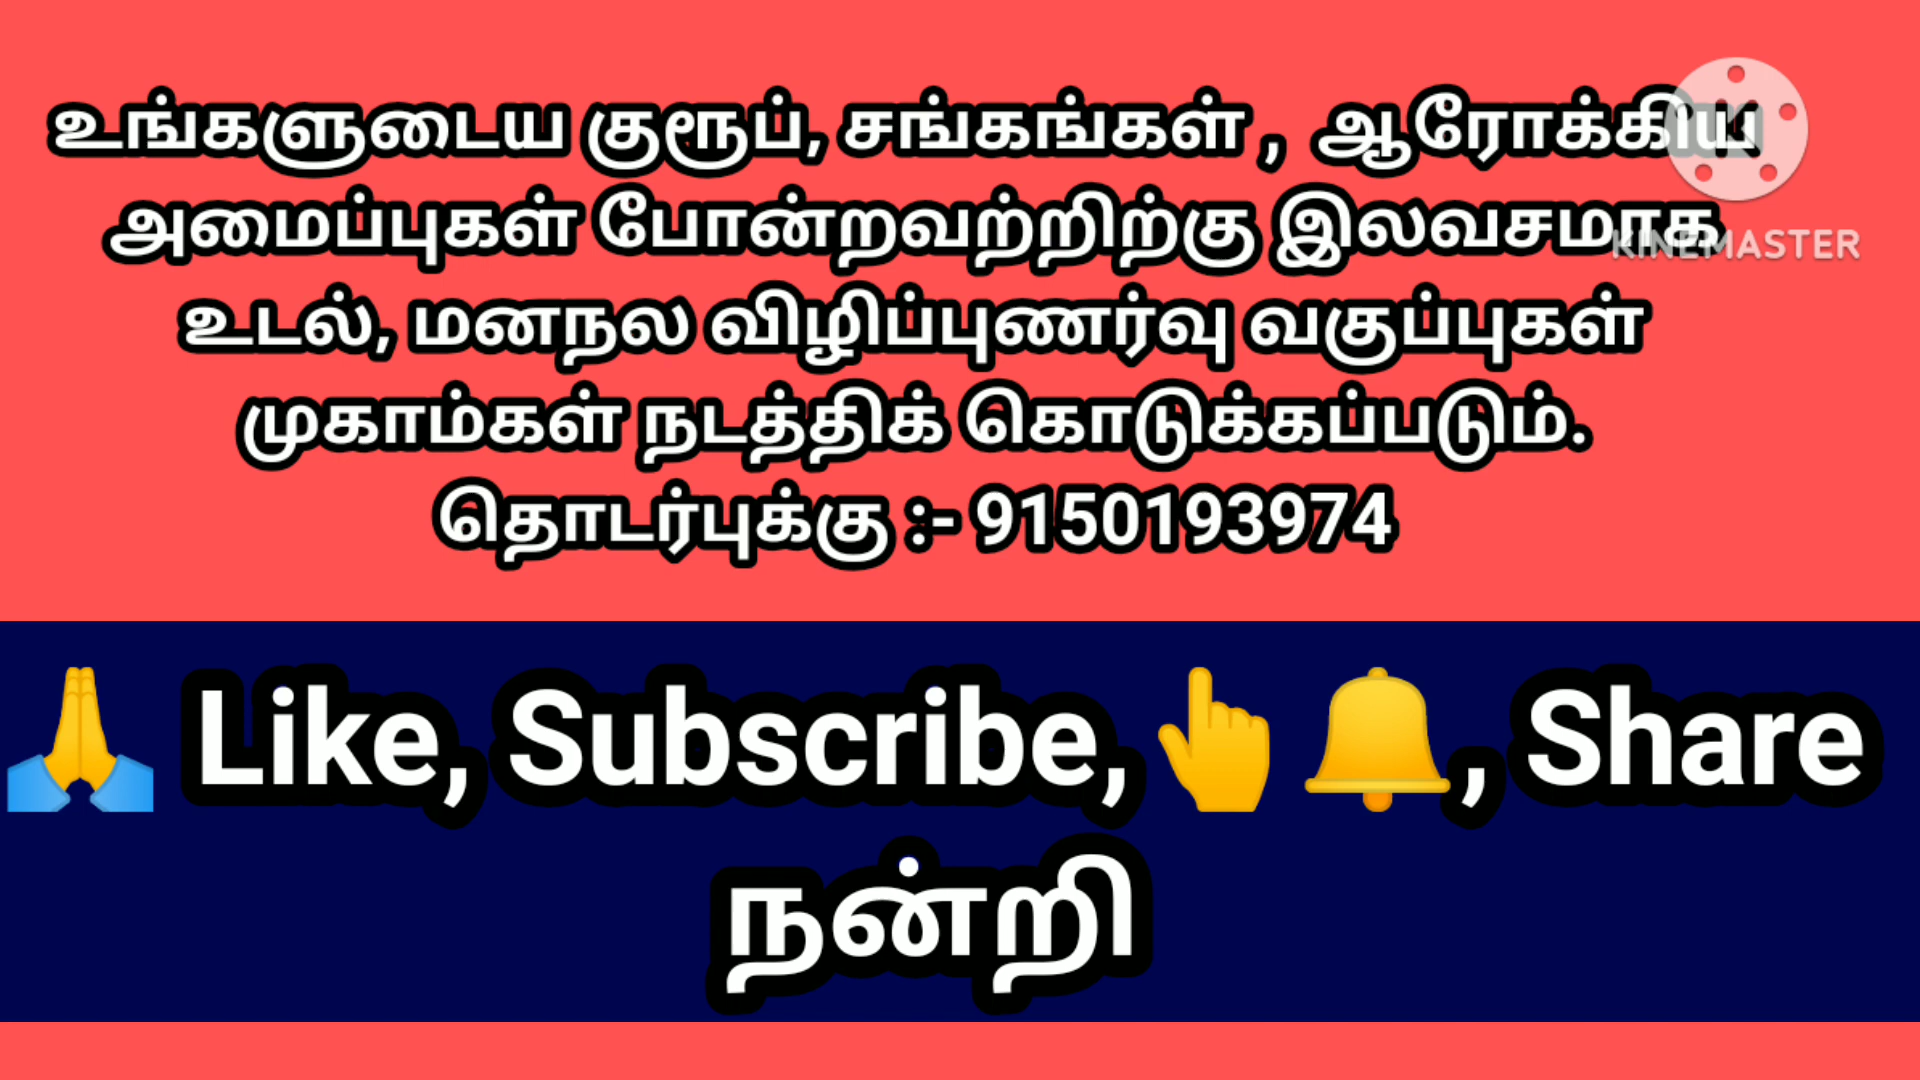 உங்களுடைய குரூப், சங்கங்கள் , ஆரோக்கிய
அமைப்புகள் போன்றவற்றிற்கு இலவசமாக
உடல், மனநல விழிப்புணர்வு வகுப்புகள்
முகாம்கள் நடத்திக் கொடுக்கப்படும்.
தொடர்புக்கு :- 9150193974
KINEMASTER
🙏 Like, Subscribe,👆🔔, Share
நன்றி